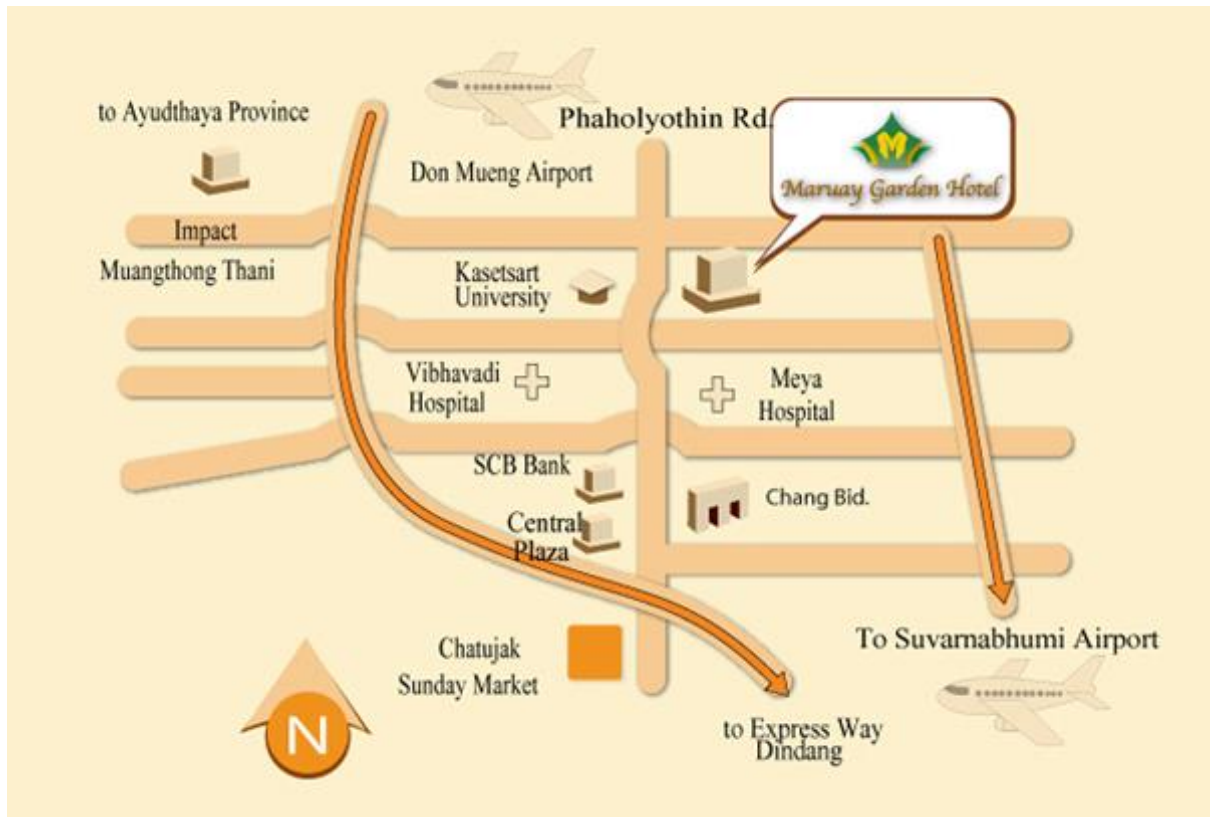 to Ayudthaya Province
Phaholyothin Rd.
M
Maruay Garden Hotel
Don Mueng Airport
Impact
Muangthong Thani
Kasetsart
University
Vibhavadi
Hospital
Meya
Hospital
SCB Bank
Chang Bid.
Central
Plaza
Chatujak
Sunday Market
To Suvarnabhumi Airport
N
to Express Way
Dindang